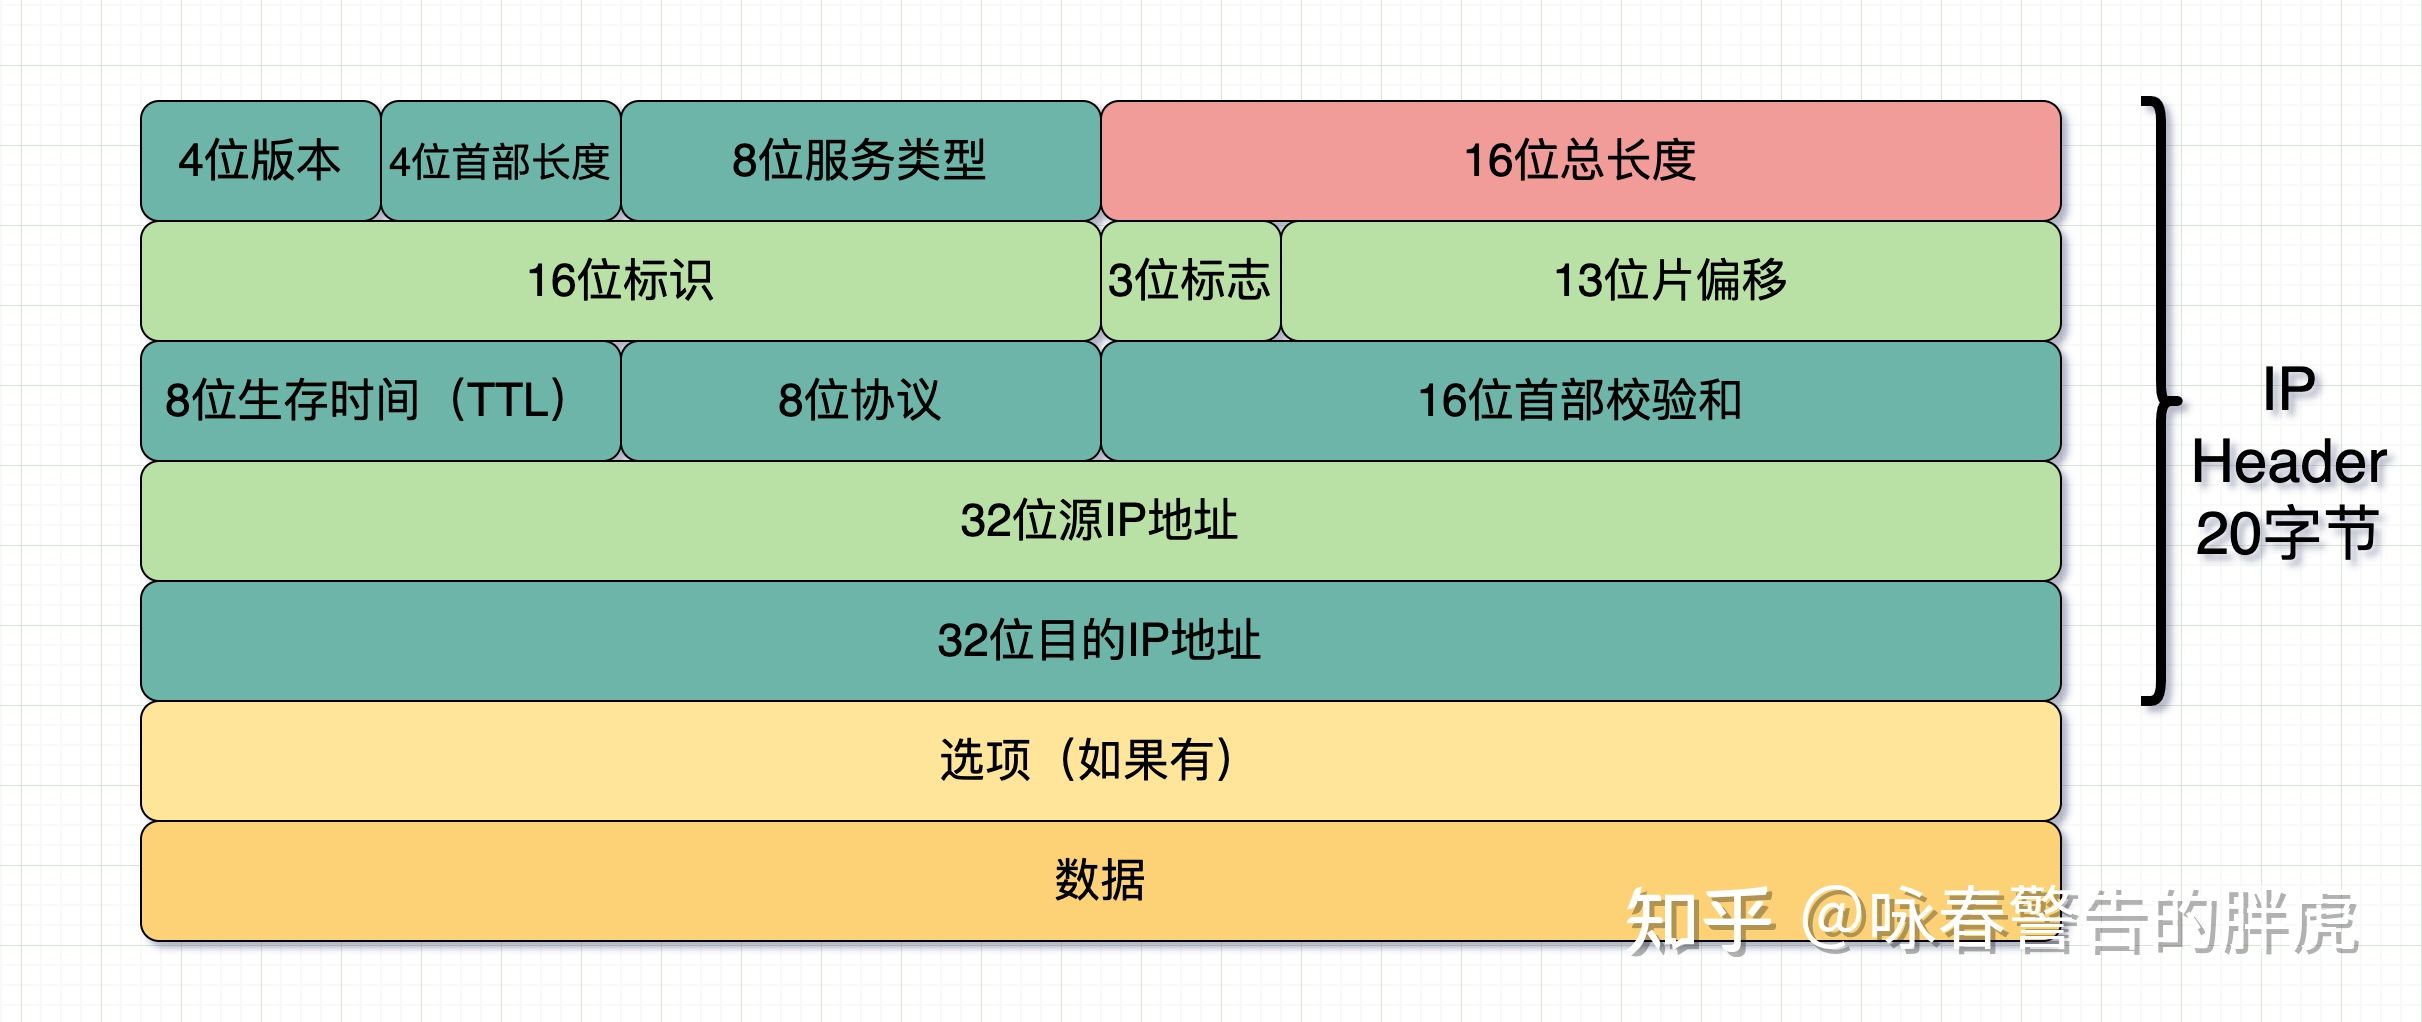 4位版本 4位首部长度 8位服务类型 16位总长度
16位标识 3位标志 13位片偏移
8位生存时间（TTL） 8位协议 16位首部校验和
32位源IP地址
32位目的IP地址
选项（如果有）
数据
IP
Header
20字节
知乎 @咏春警告的胖虎